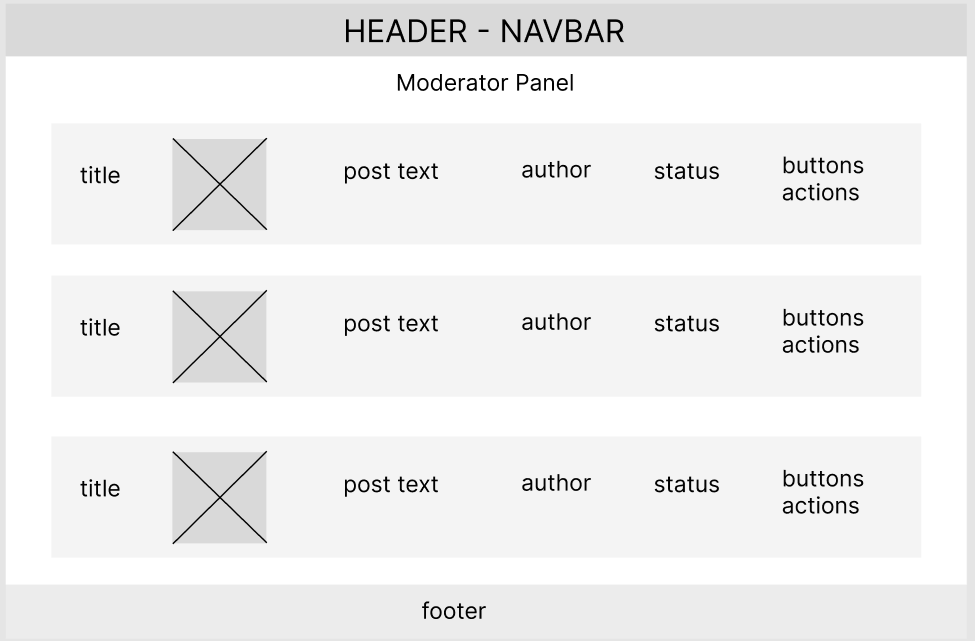 HEADER - NAVBAR
Moderator Panel
title
post text
author
status
buttons
actions
title
post text
author
status
buttons
actions
title
post text
author
status
buttons
actions
footer